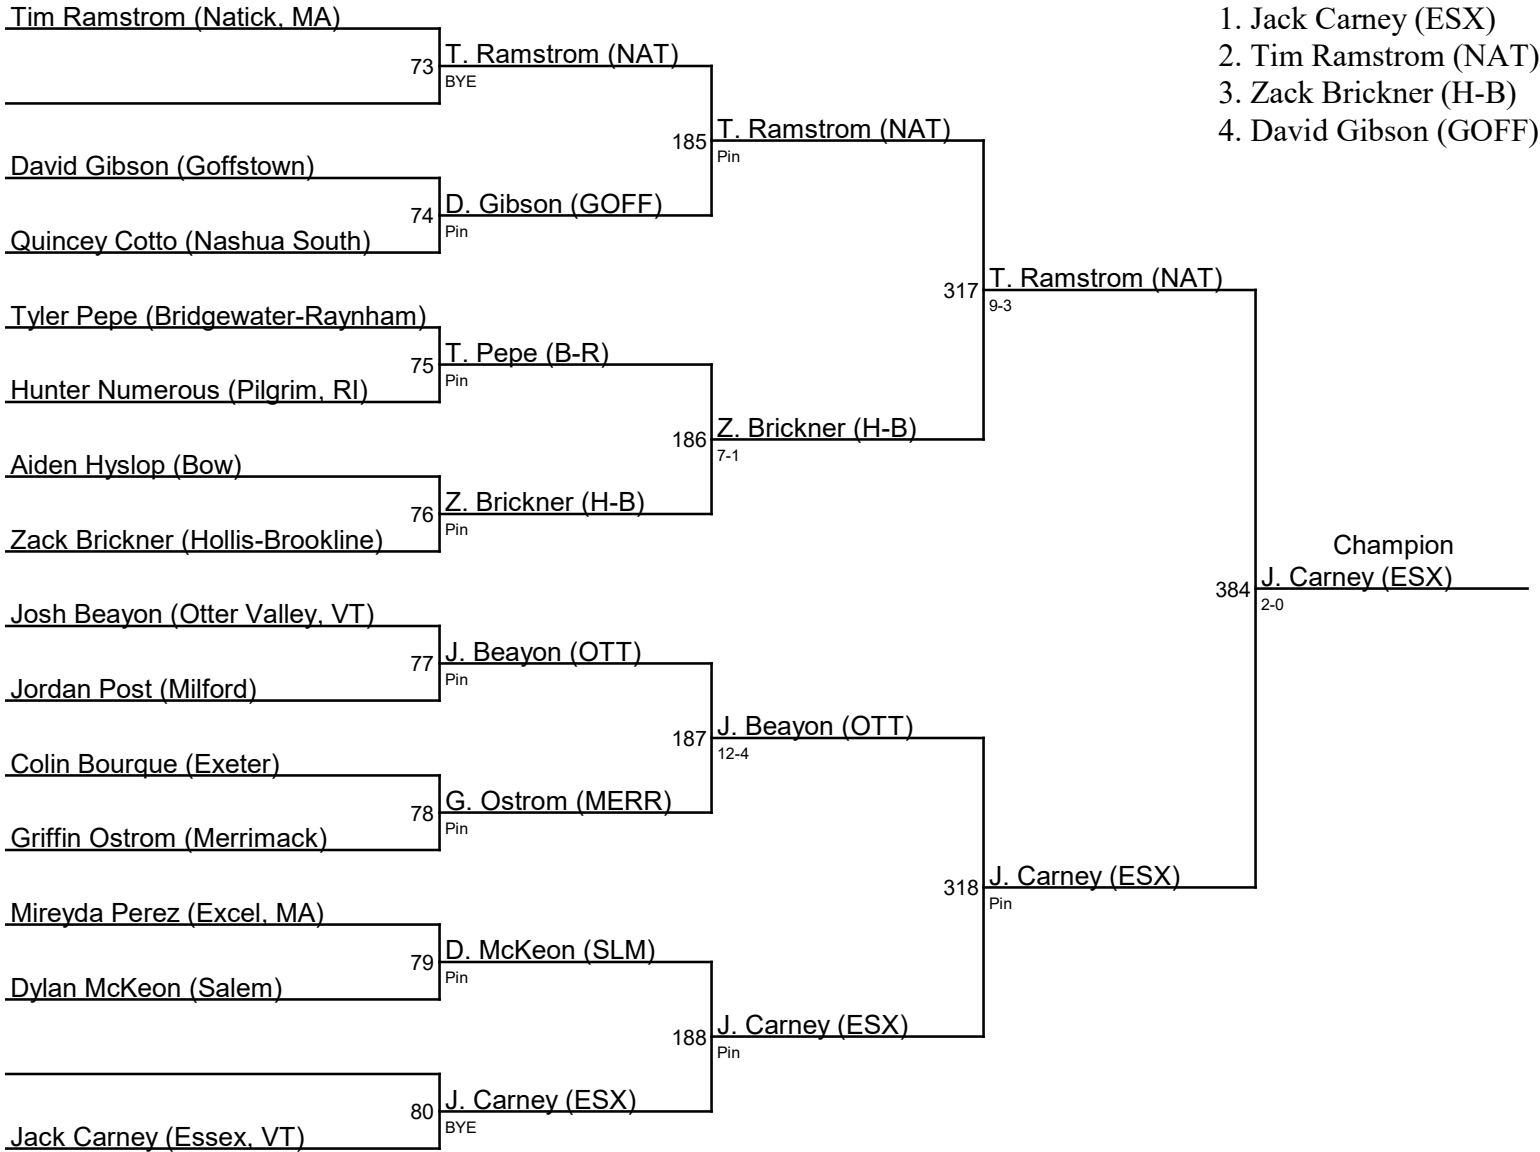 Tim Ramstrom (Natick, MA)
73
T. Ramstrom (NAT)
BYE
David Gibson (Goffstown)
74
D. Gibson (GOFF)
Pin
Quincey Cotto (Nashua South)
185
T. Ramstrom (NAT)
Pin
Tyler Pepe (Bridgewater-Raynham)
75
T. Pepe (B-R)
Pin
Hunter Numerous (Pilgrim, RI)
Aiden Hyslop (Bow)
76
Z. Brickner (H-B)
Pin
Zack Brickner (Hollis-Brookline)
186
Z. Brickner (H-B)
7-1
317
T. Ramstrom (NAT)
9-3
Josh Beayon (Otter Valley, VT)
77
J. Beayon (OTT)
Pin
Jordan Post (Milford)
Colin Bourque (Exeter)
78
G. Ostrom (MERR)
Pin
Griffin Ostrom (Merrimack)
187
J. Beayon (OTT)
12-4
Mireyda Perez (Excel, MA)
79
D. McKeon (SLM)
Pin
Dylan McKeon (Salem)
80
J. Carney (ESX)
BYE
Jack Carney (Essex, VT)
188
J. Carney (ESX)
Pin
318
J. Carney (ESX)
Pin
Champion
384
J. Carney (ESX)
2-0
1. Jack Carney (ESX)
2. Tim Ramstrom (NAT)
3. Zack Brickner (H-B)
4. David Gibson (GOFF)